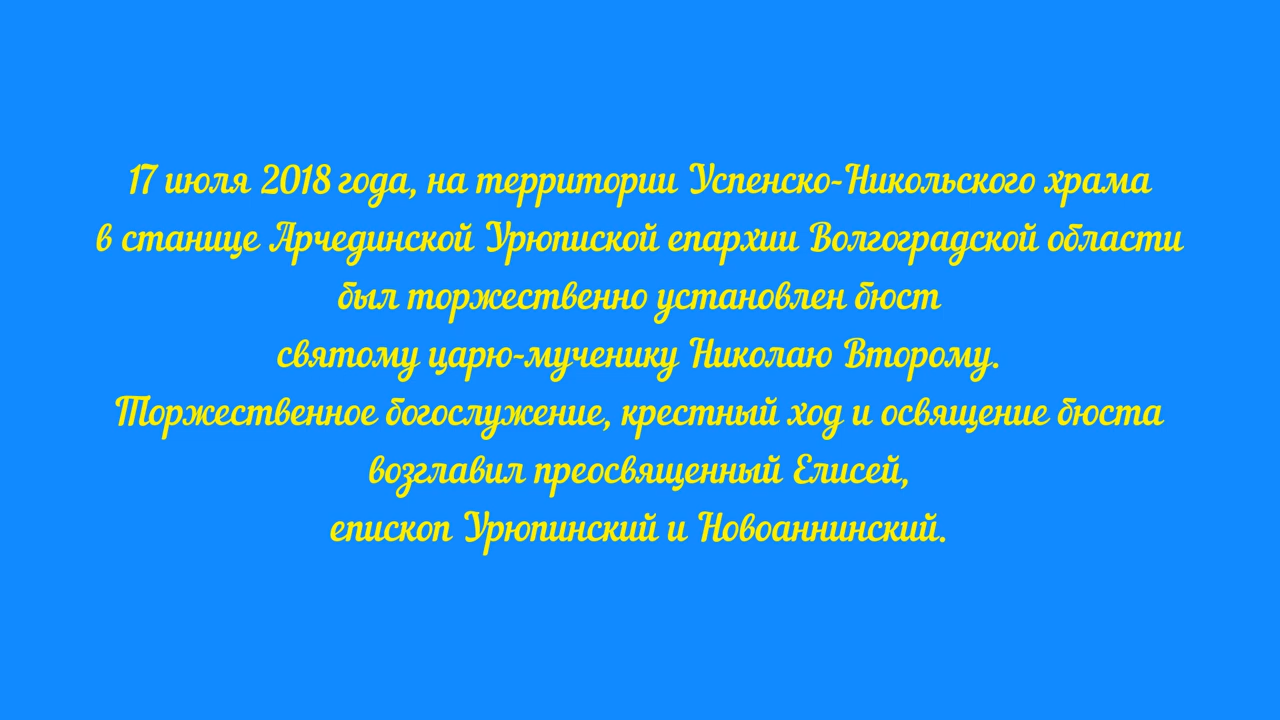 17 июля 2018 года, на территории Успенско-Никольского храма
в станице Арчединской Урюпиской епархии Волгоградской области
был торжественно установлен бюст
святому царю-мученику Николаю Второму.
Торжественное богослужение, крестный ход и освящение бюста
возглавил преосвященный Елисей,
епископ Урюпинский и Новоаннинский.